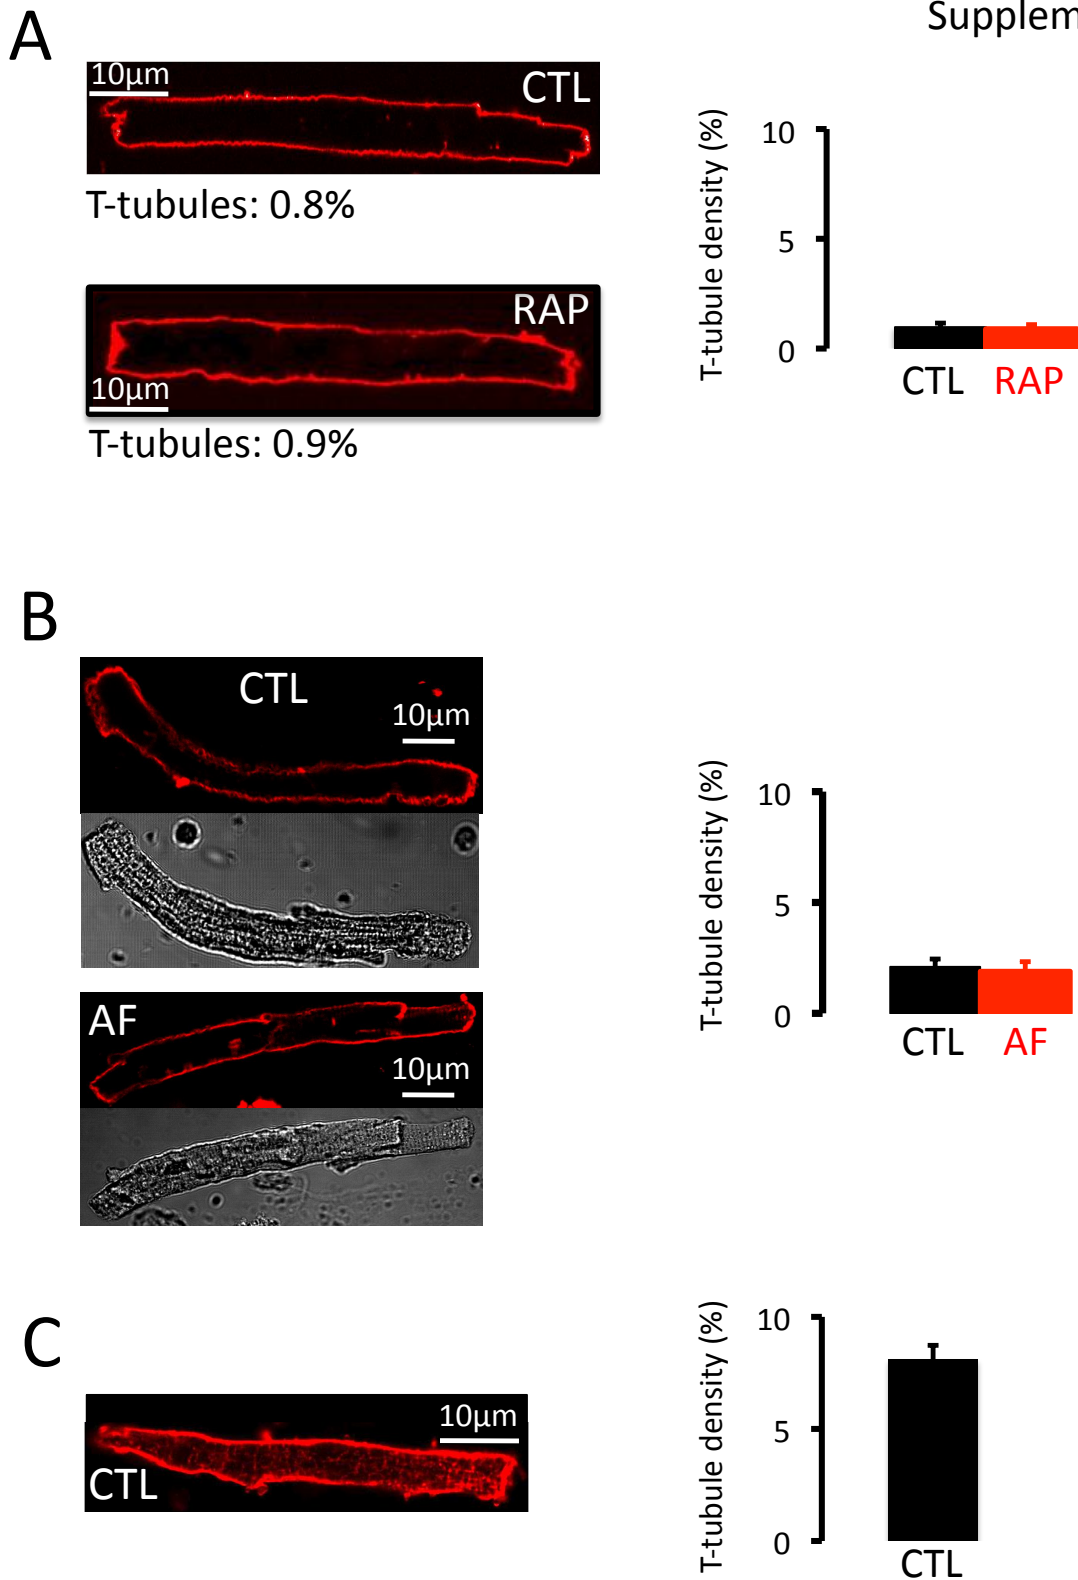 Supplem
A
10µm
CTL
T-tubules: 0.8%
RAP
10µm
T-tubules: 0.9%
T-tubule density (%)
10
5
0
CTL RAP
B
CTL
10µm
AF
10µm
T-tubule density (%)
10
5
0
CTL AF
C
10µm
CTL
T-tubule density (%)
10
5
0
CTL